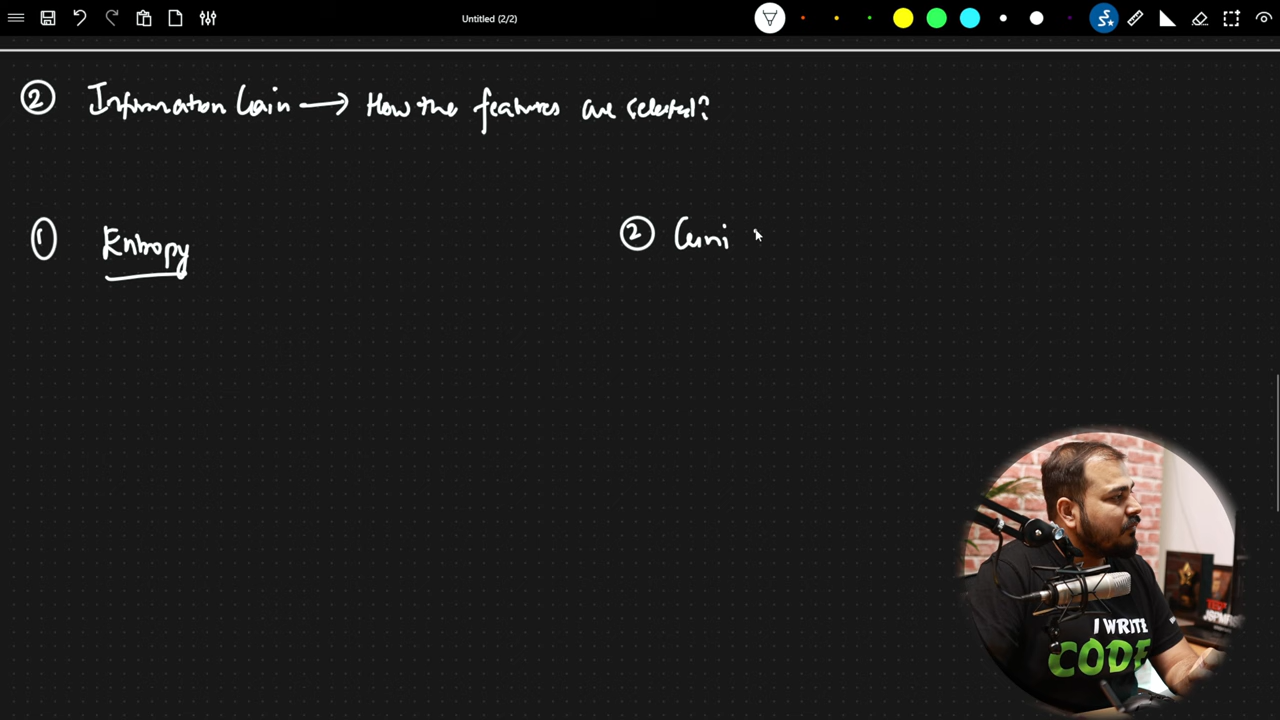 Untitled (2/2)
② Information Gain → How the features are selected?
① Entropy
② Gini
I WRITE
CODE